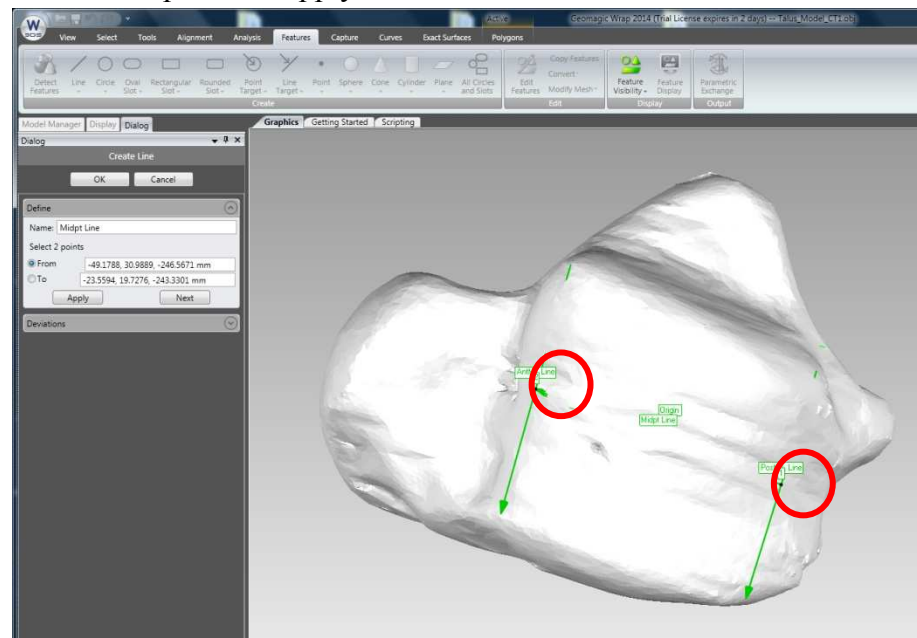 Active
Geomagic Wrap 2014 (Trial License expires in 2 days) -- Talus_Model_CT1.obj
View Select Tools Alignment Analysis Features Capture Curves Exact Surfaces Polygons
Detect Features
Line
Circle
Oval Slot
Rectangular Slot
Rounded Slot
Point Target
Line Target
Point
Sphere
Cone
Cylinder
Plane
All Circles and Slots
Create
Edit Features
Copy Features
Convert
Modify Mesh
Edit
Feature Visibility
Feature Display
Display
Parametric Exchange
Output
Model Manager Display Dialog
Graphics Getting Started Scripting
Dialog
Create Line
OK Cancel
Define
Name: Midpt Line
Select 2 points
From -49.1788, 30.9889, -246.5671 mm
To -23.5594, 19.7276, -243.3301 mm
Apply Next
Deviations
Line
Origin
Midpt Line
Line